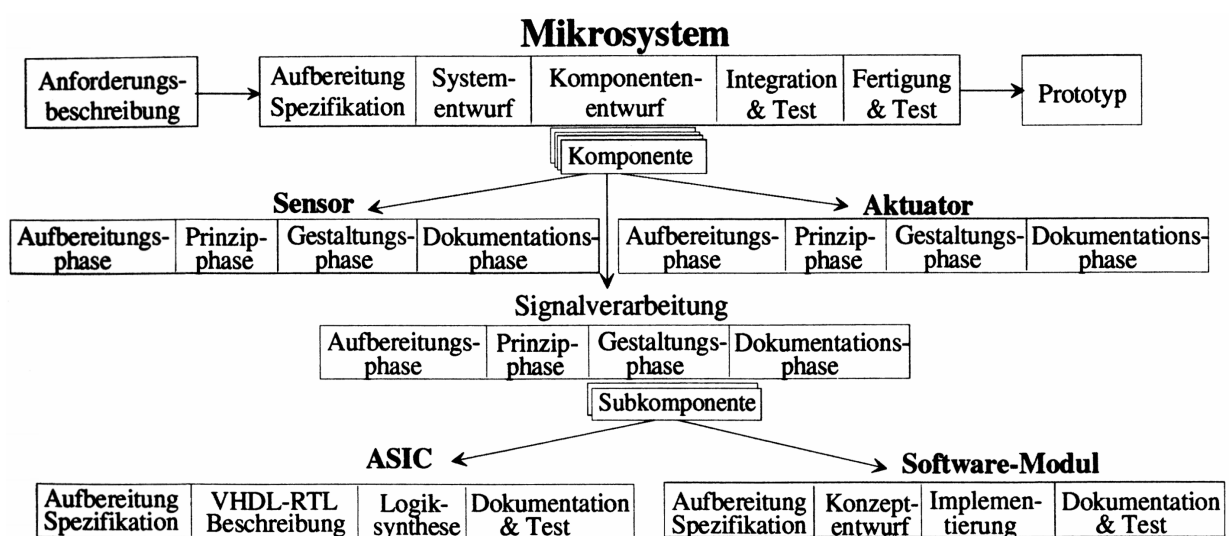 Mikrosystem
Anforderungs-
beschreibung
Aufbereitung
Spezifikation
System-
entwurf
Komponenten-
entwurf
Integration
& Test
Fertigung
& Test
Prototyp
Komponente
Sensor
Aktuator
Aufbereitungs-
phase
Prinzip-
phase
Gestaltungs-
phase
Dokumentations-
phase
Aufbereitungs-
phase
Prinzip-
phase
Gestaltungs-
phase
Dokumentations-
phase
Signalverarbeitung
Aufbereitungs-
phase
Prinzip-
phase
Gestaltungs-
phase
Dokumentations-
phase
Subkomponente
ASIC
Software-Modul
Aufbereitung
Spezifikation
VHDL-RTL
Beschreibung
Logik-
synthese
Dokumentation
& Test
Aufbereitung
Spezifikation
Konzept-
entwurf
Implemen-
tierung
Dokumentation
& Test